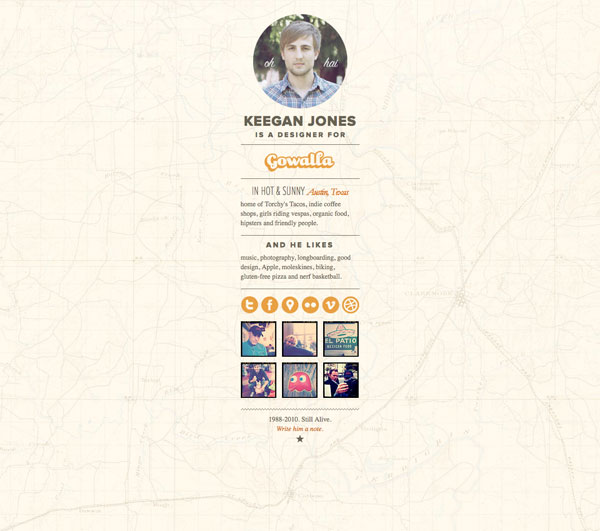 oh hai
KEEGAN JONES
IS A DESIGNER FOR
Gowalla
IN HOT & SUNNY Austin, Texas
home of Torchy's Tacos, indie coffee
shops, girls riding vespas, organic food,
hipsters and friendly people.
AND HE LIKES
music, photography, longboarding, good
design, Apple, moleskines, biking,
gluten-free pizza and nerf basketball.
EL PATIO
MEXICAN FOOD
1988-2010. Still Alive.
Write him a note.